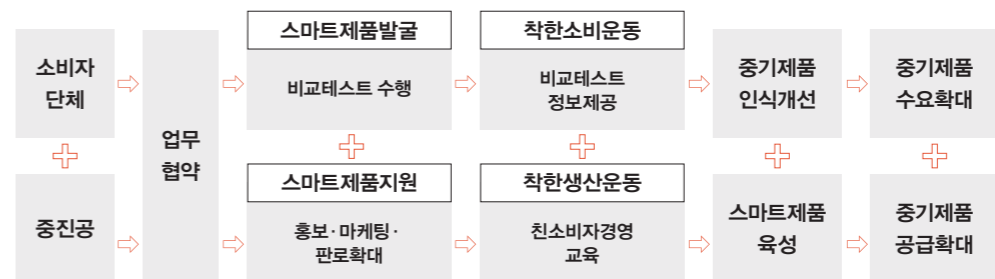 소비자
단체
중진공
업무
협약
스마트제품발굴
비교테스트 수행
스마트제품지원
홍보·마케팅·
판로확대
착한소비운동
비교테스트
정보제공
착한생산운동
친소비자경영
교육
중기제품
인식개선
스마트제품
육성
중기제품
수요확대
중기제품
공급확대